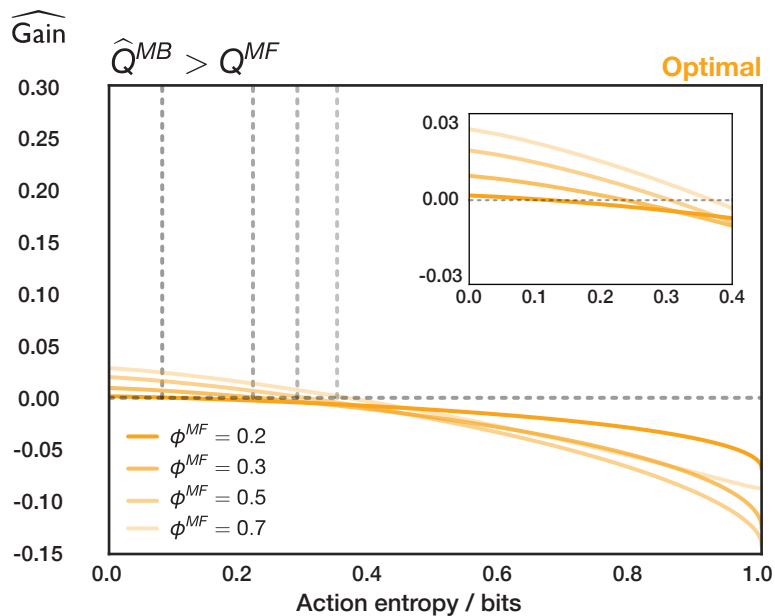 Gain
Q̂^MB > Q^MF
Optimal
0.30
0.25
0.20
0.15
0.10
0.05
0.00
-0.05
-0.10
-0.15
0.03
0.00
-0.03
0.0 0.1 0.2 0.3 0.4
ϕ^MF = 0.2
ϕ^MF = 0.3
ϕ^MF = 0.5
ϕ^MF = 0.7
0.0 0.2 0.4 0.6 0.8 1.0
Action entropy / bits